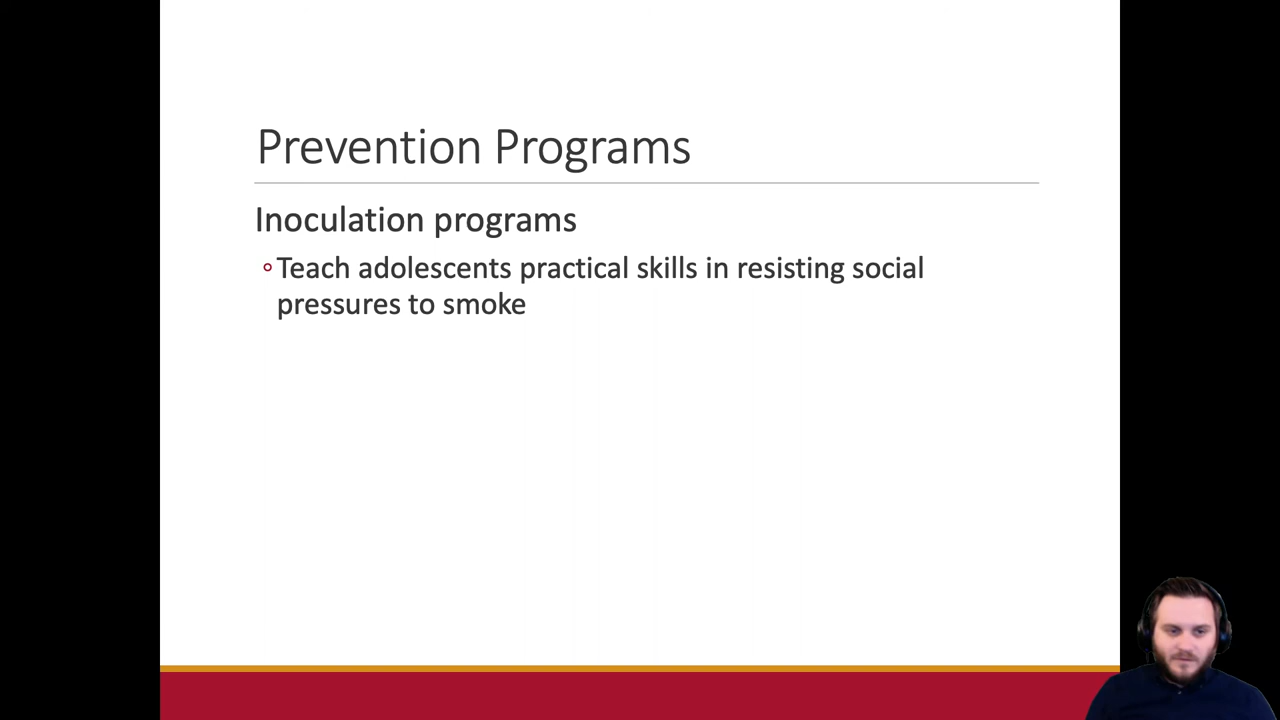 Prevention Programs
Inoculation programs
Teach adolescents practical skills in resisting social
pressures to smoke